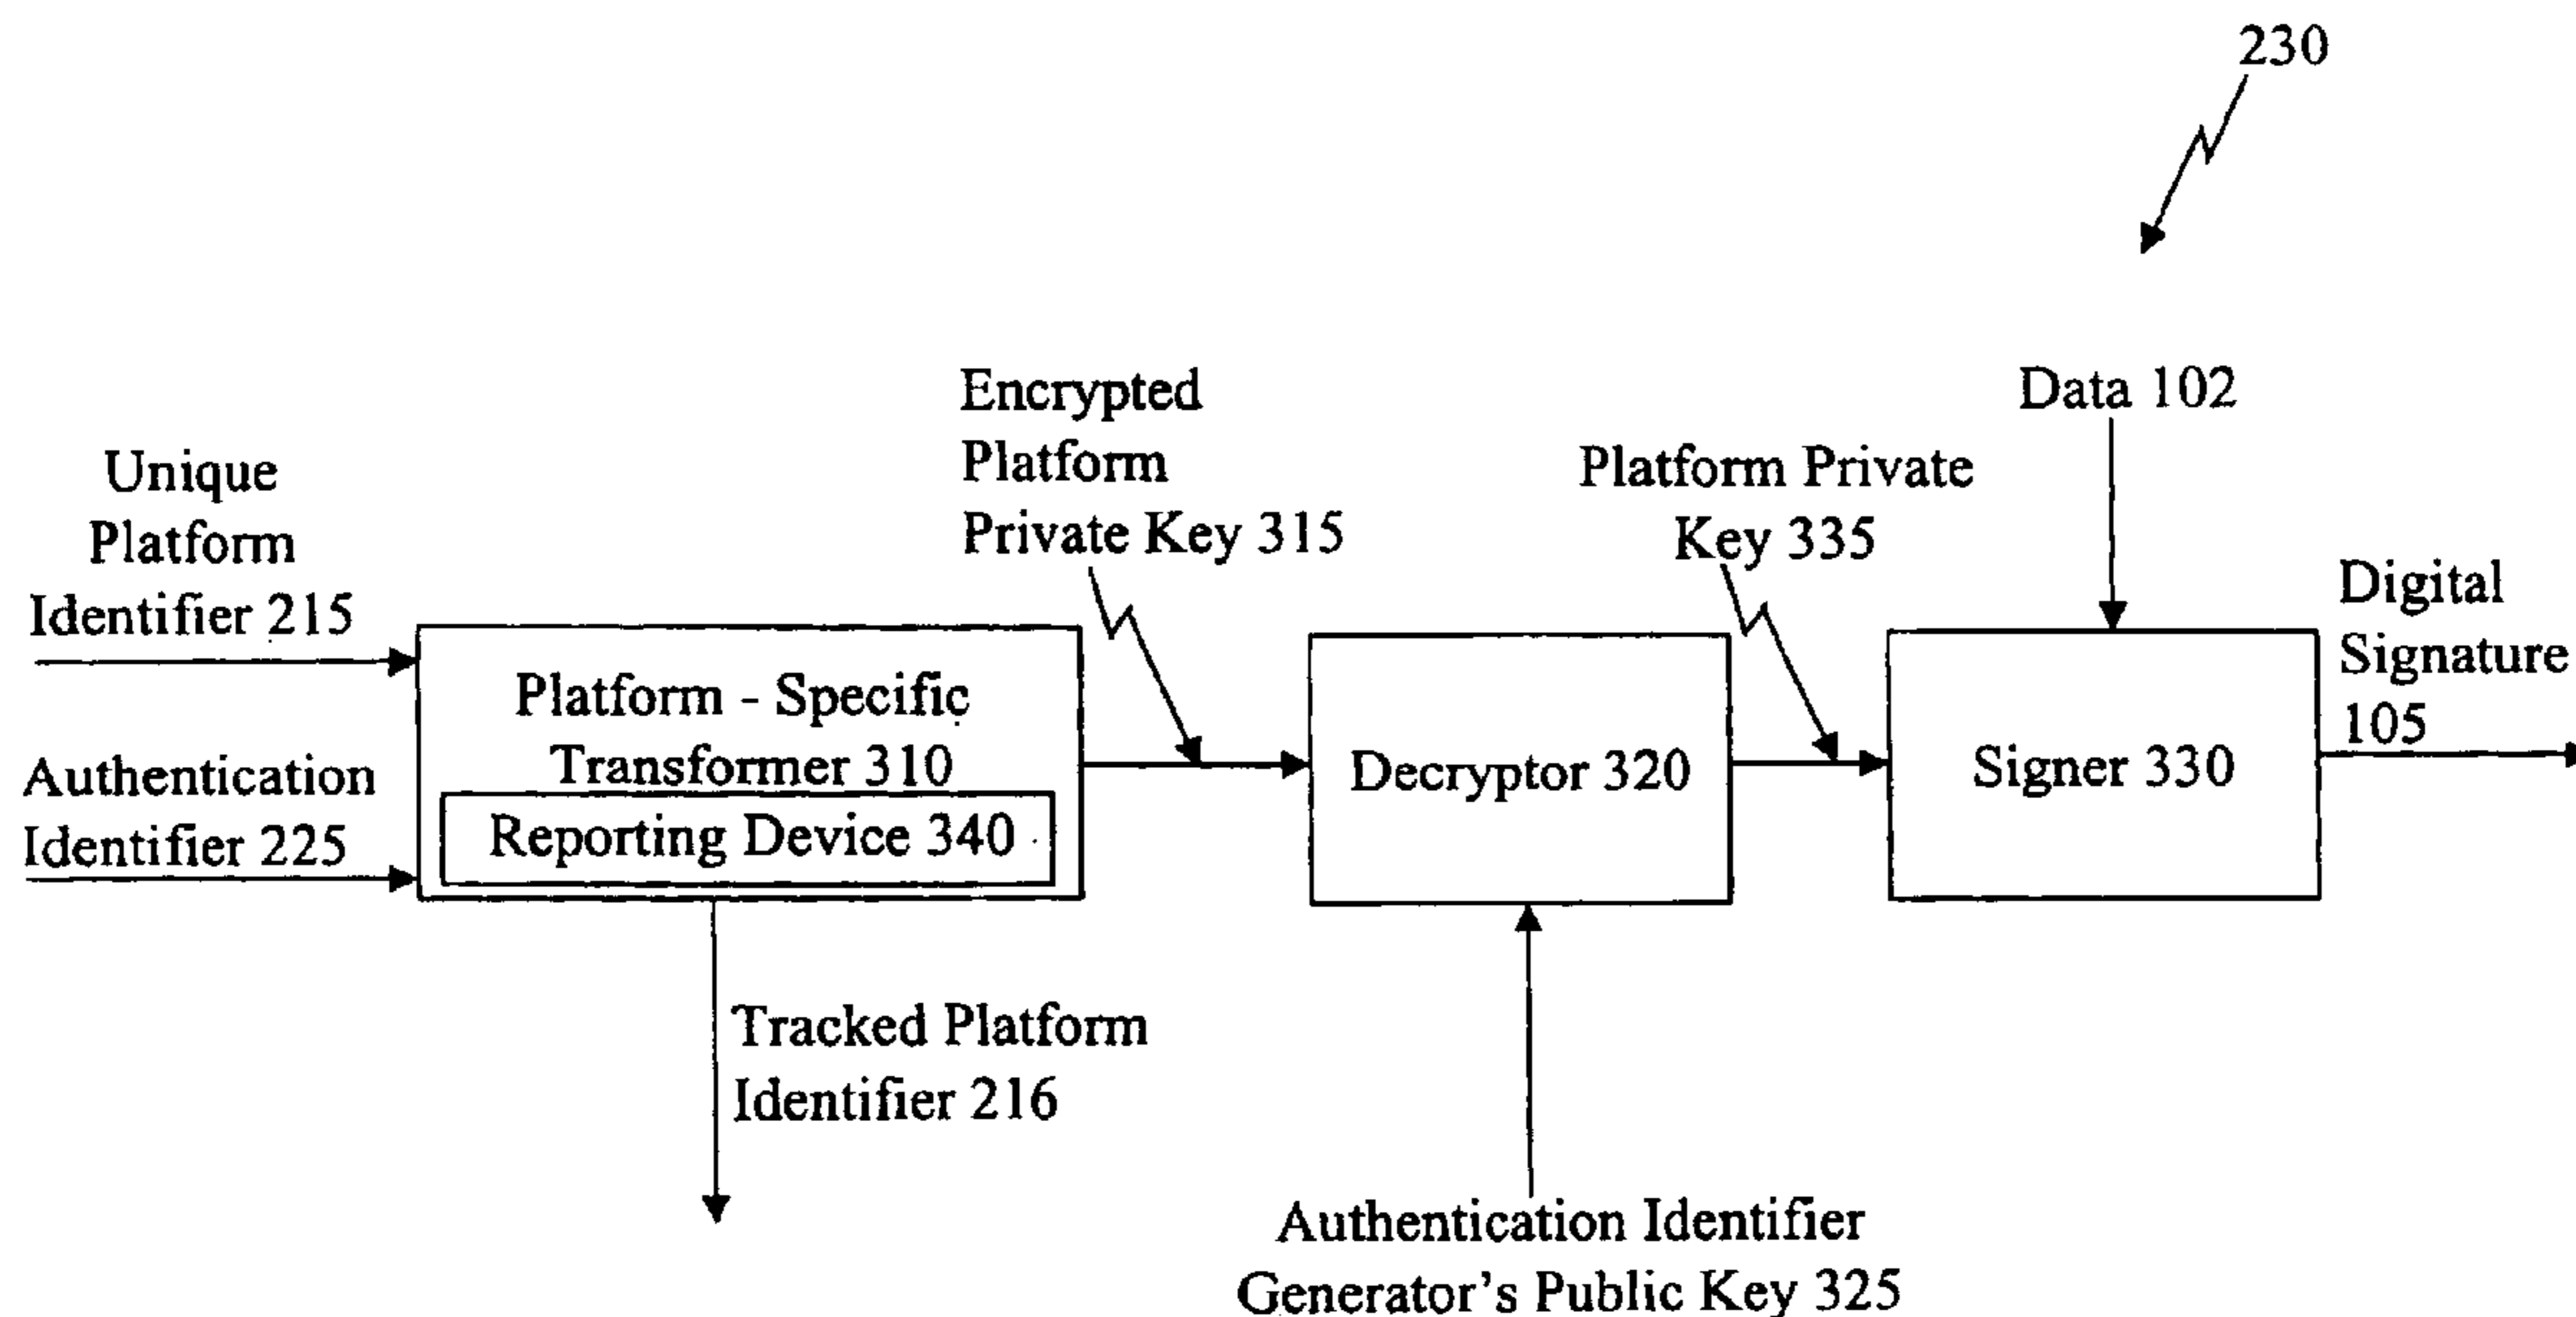 230
Data 102
Encrypted
Platform
Private Key 315
Platform Private
Key 335
Unique
Platform
Identifier 215
Digital
Signature
105
Platform - Specific
Transformer 310
Reporting Device 340
Decryptor 320
Signer 330
Authentication
Identifier 225
Tracked Platform
Identifier 216
Authentication Identifier
Generator's Public Key 325